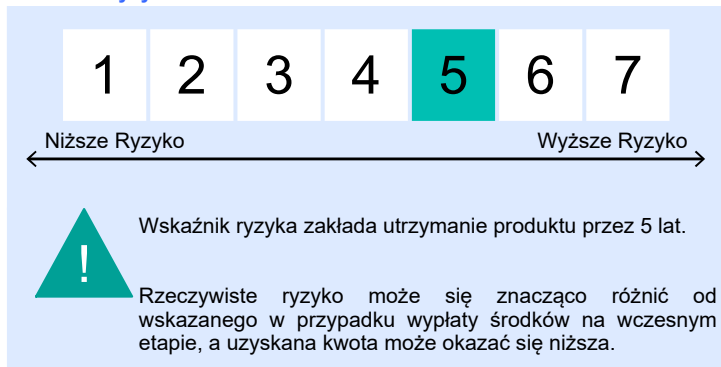 1 2 3 4 5 6 7
Niższe Ryzyko Wyższe Ryzyko
!
Wskaźnik ryzyka zakłada utrzymanie produktu przez 5 lat.
Rzeczywiste ryzyko może się znacząco różnić od
wskazanego w przypadku wypłaty środków na wczesnym
etapie, a uzyskana kwota może okazać się niższa.